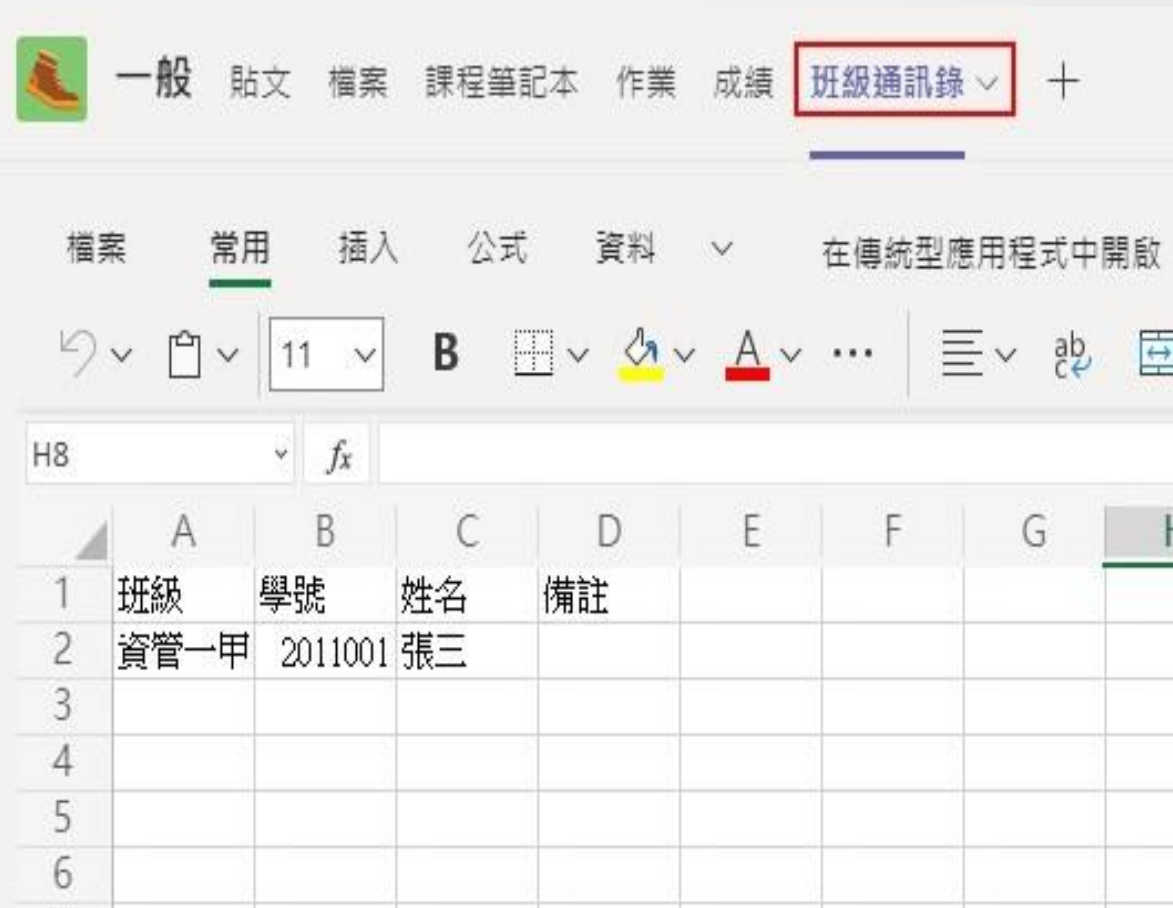 一般 貼文 檔案 課程筆記本 作業 成績 班級通訊錄
檔案 常用 插入 公式 資料 在傳統型應用程式中開啟
11 B A ab c
H8 fx
A B C D E F G H
1 班級 學號 姓名 備註
2 資管一甲 2011001 張三
3
4
5
6